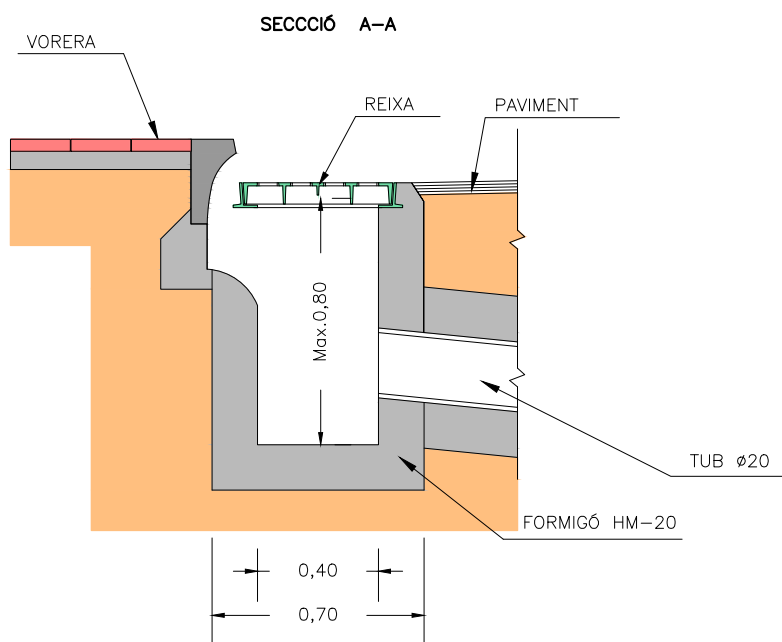 SECCCIÓ A-A
VORERA
REIXA
PAVIMENT
Max.0,80
TUB Ø20
FORMIGÓ HM-20
0,40
0,70